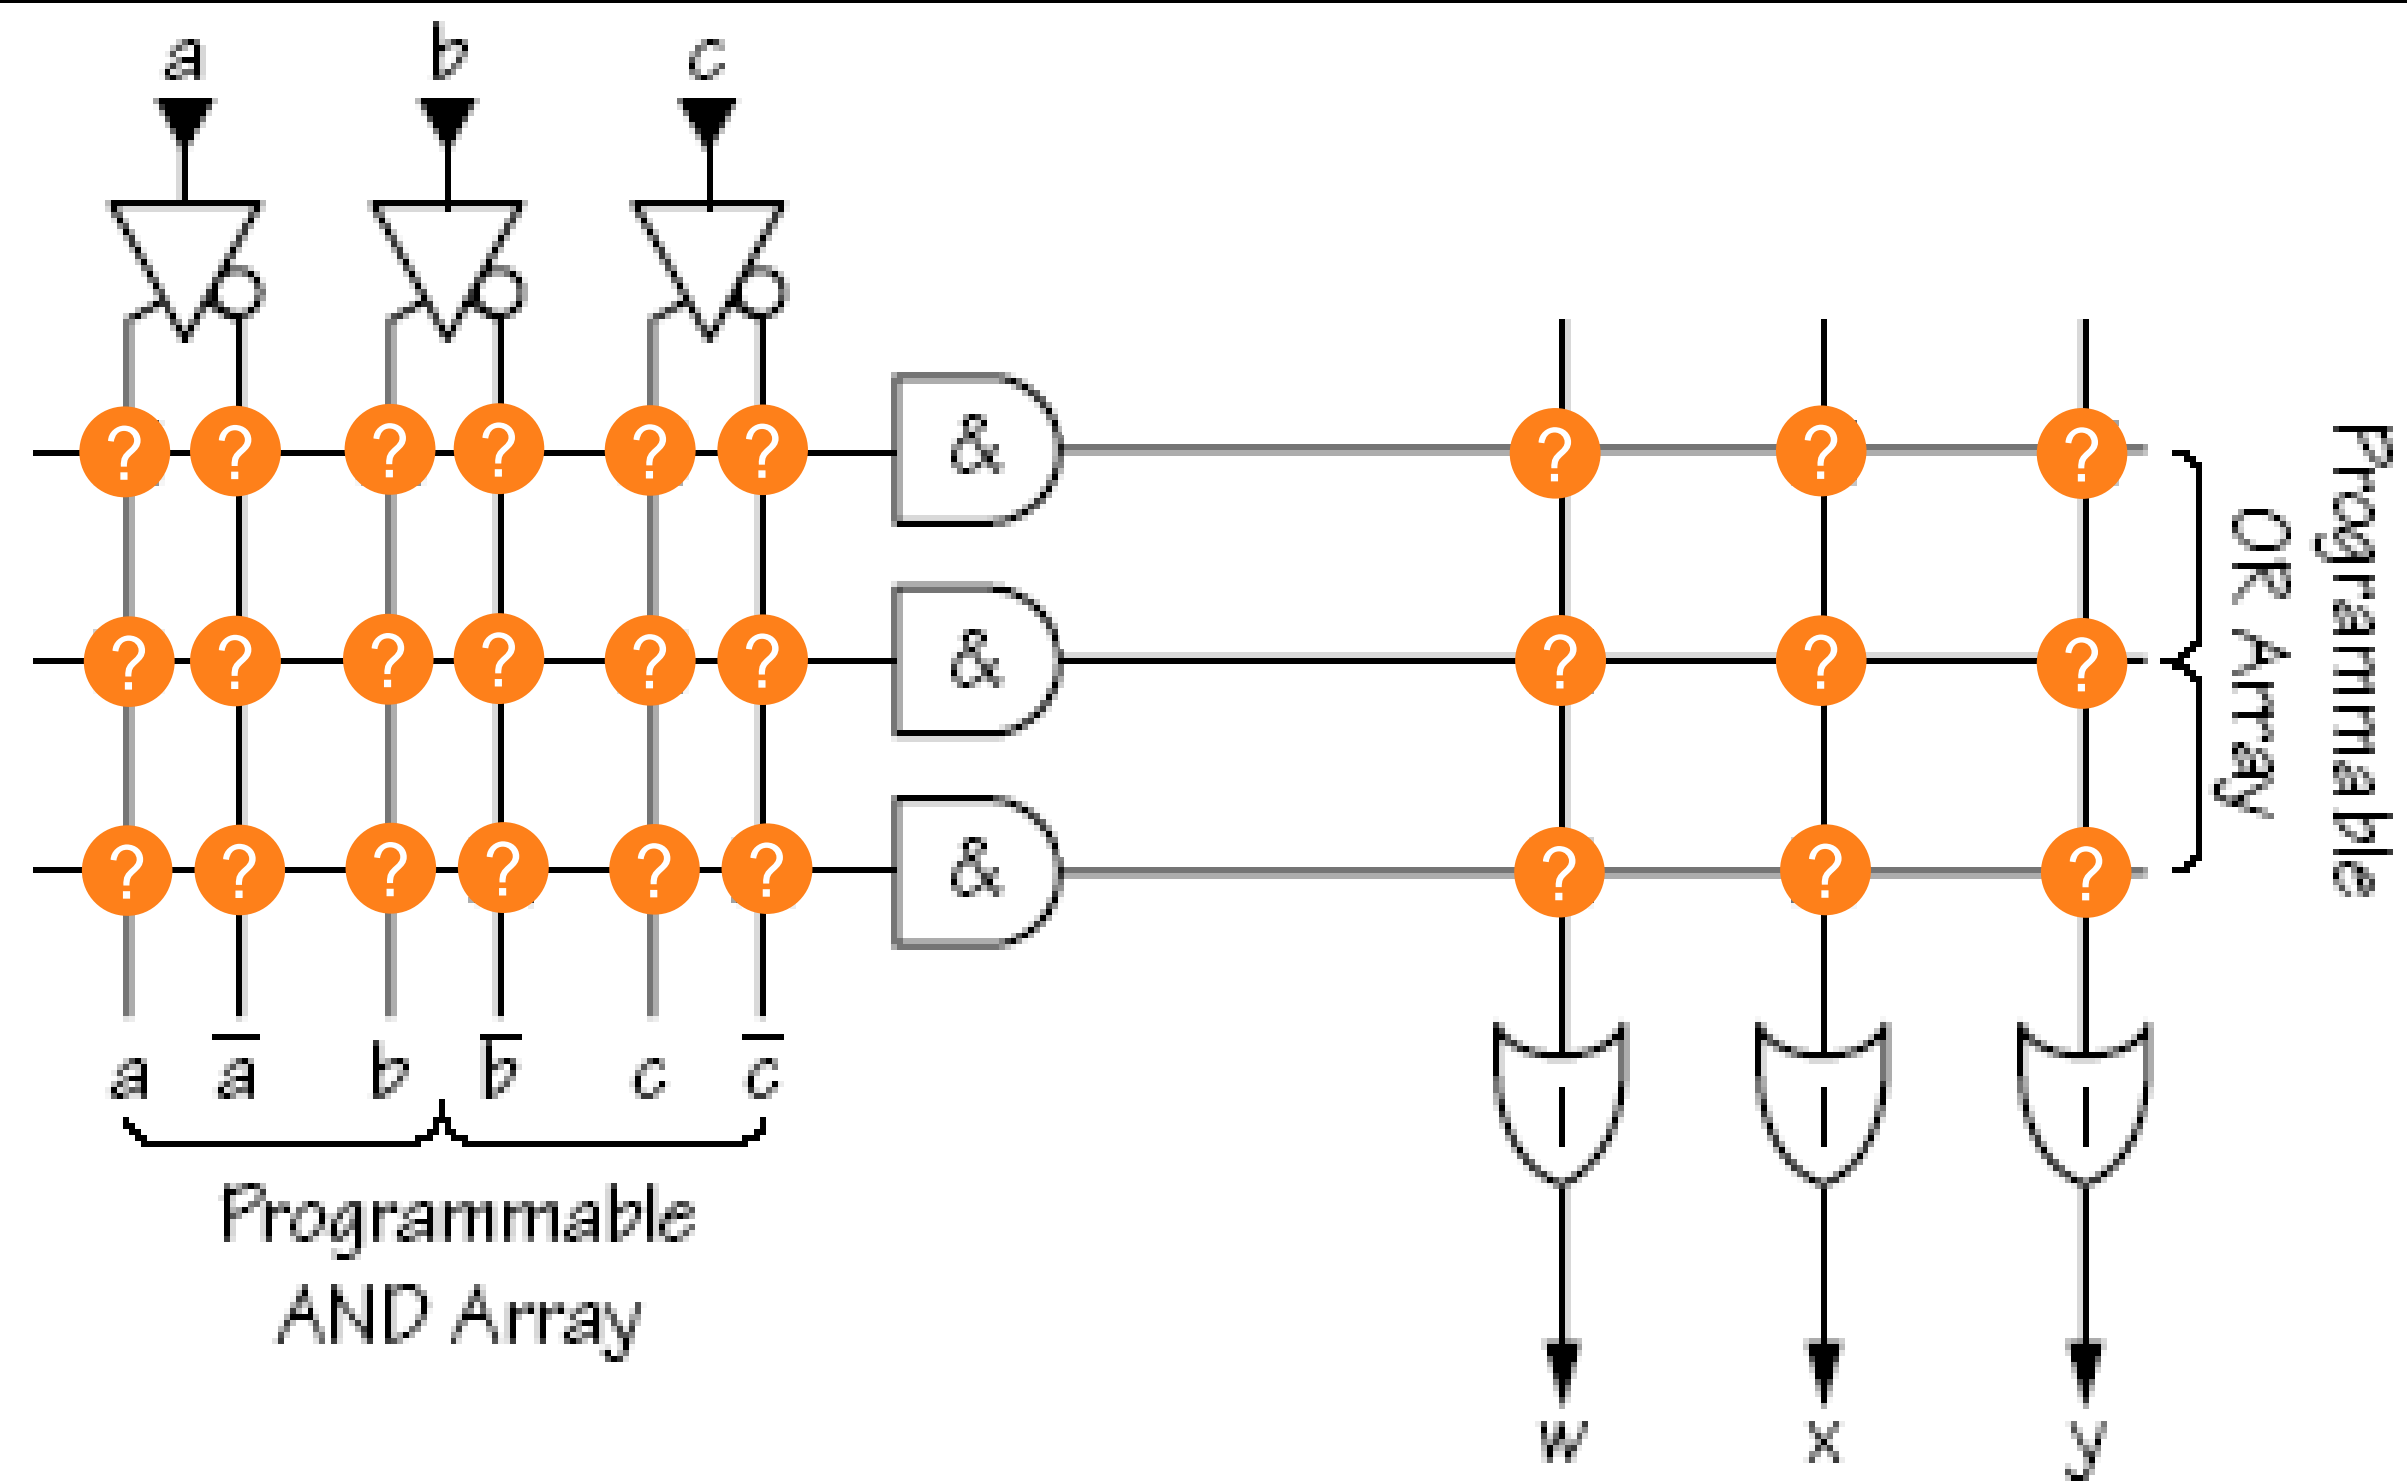 a b c
? ? ? ? ? ? & ? ? ?
? ? ? ? ? ? & ? ? ?
? ? ? ? ? ? & ? ? ?
a a̅ b b̅ c c̅
Programmable
AND Array
Programmable
OR Array
| | |
w x y